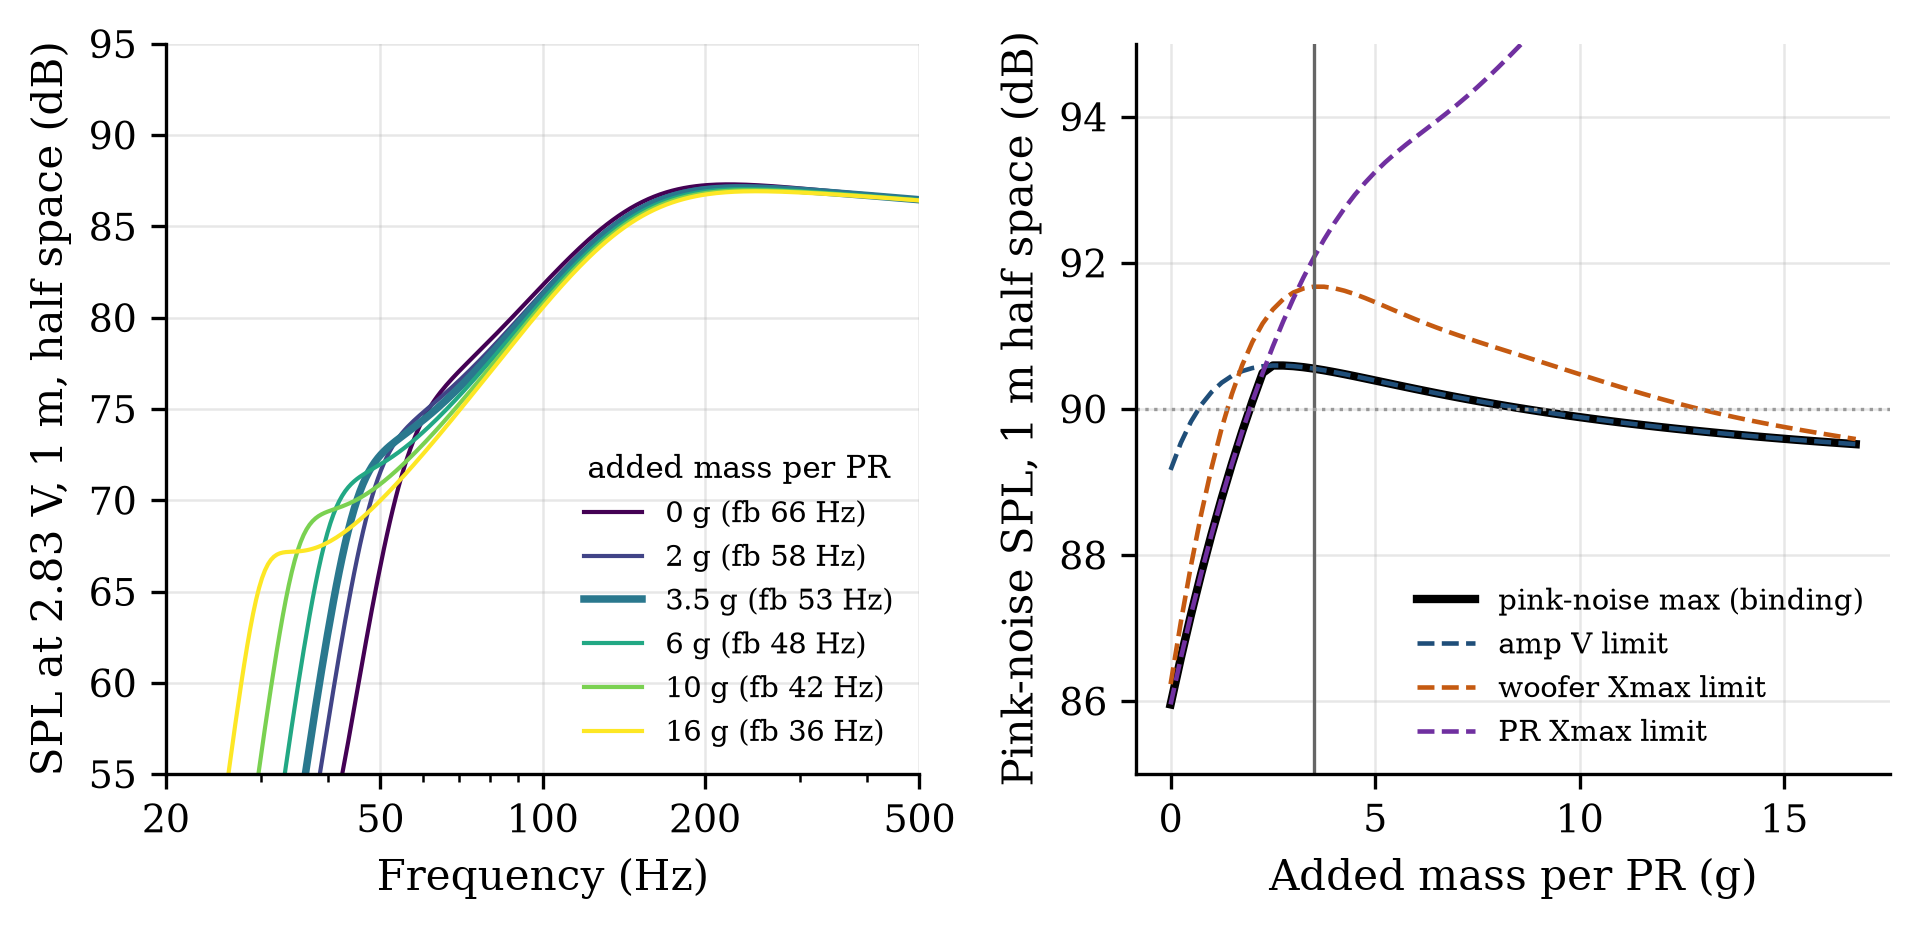 SPL at 2.83 V, 1 m, half space (dB)
95
90
85
80
75
70
65
60
55
20
50
100
200
500
Frequency (Hz)
added mass per PR
0 g (fb 66 Hz)
2 g (fb 58 Hz)
3.5 g (fb 53 Hz)
6 g (fb 48 Hz)
10 g (fb 42 Hz)
16 g (fb 36 Hz)
Pink-noise SPL, 1 m half space (dB)
94
92
90
88
86
0
5
10
15
Added mass per PR (g)
pink-noise max (binding)
amp V limit
woofer Xmax limit
PR Xmax limit